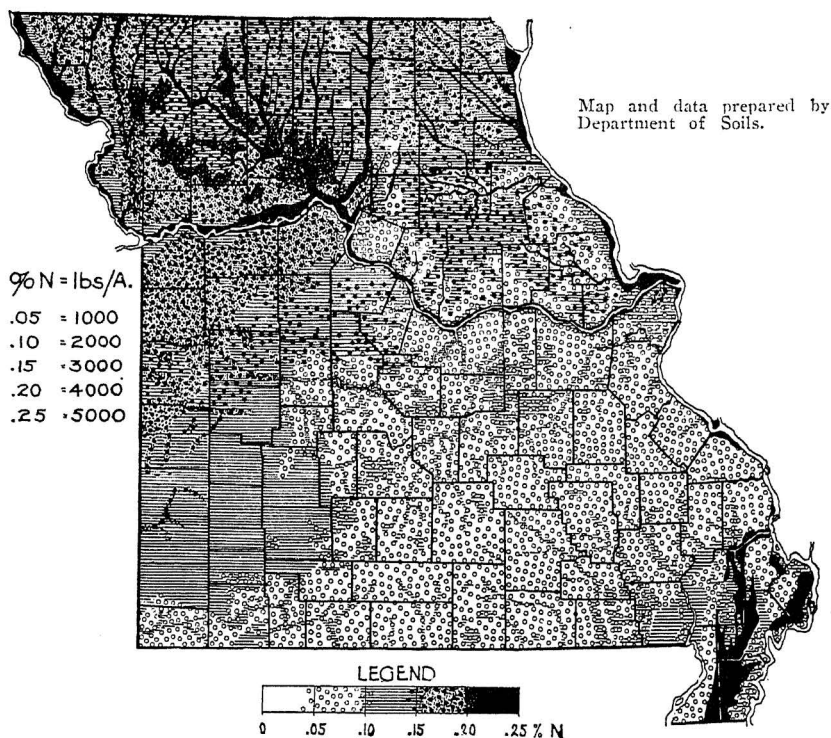 Map and data prepared by
Department of Soils.
% N = lbs/A.
.05 = 1000
.10 = 2000
.15 = 3000
.20 = 4000
.25 = 5000
LEGEND
0 .05 .10 .15 .20 .25 % N